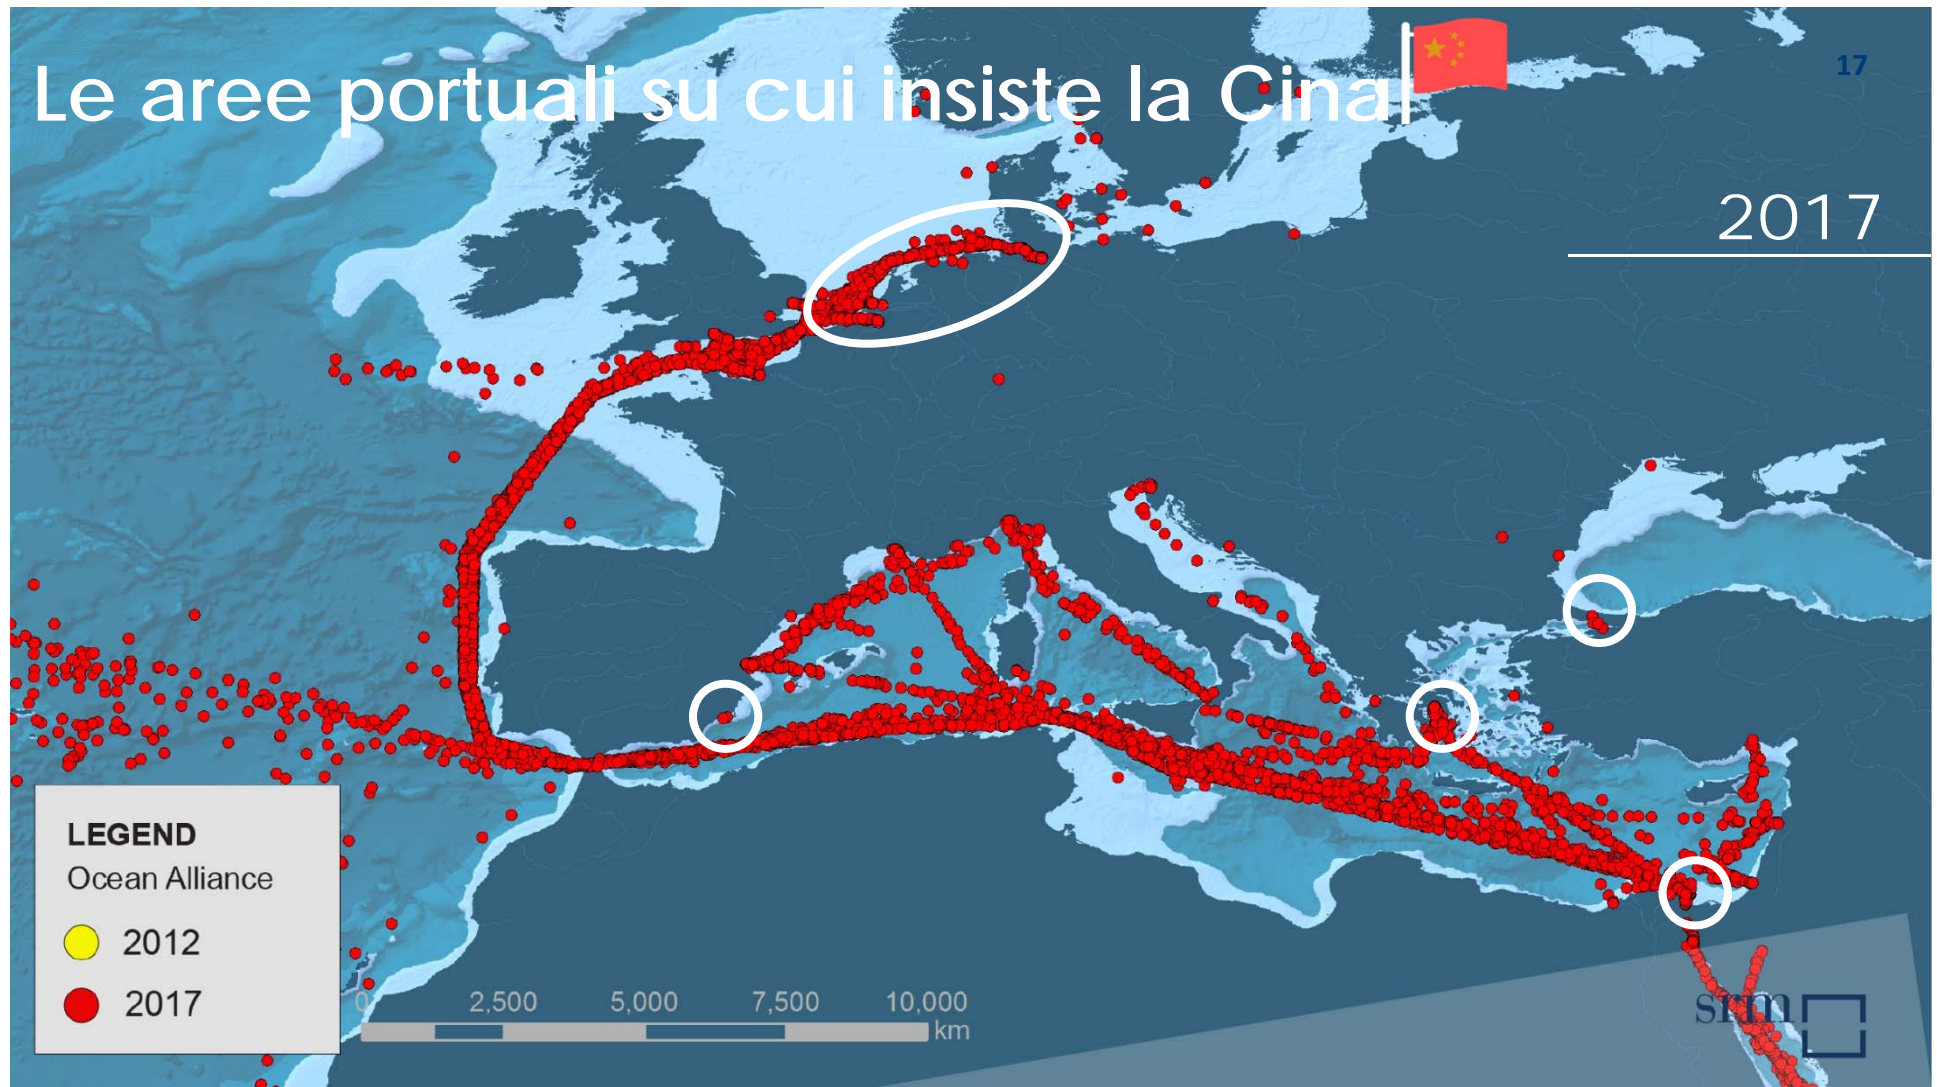 Le aree portuali su cui insiste la Cina
17
2017
LEGEND
Ocean Alliance
2012
2017
0 2,500 5,000 7,500 10,000
km
srm